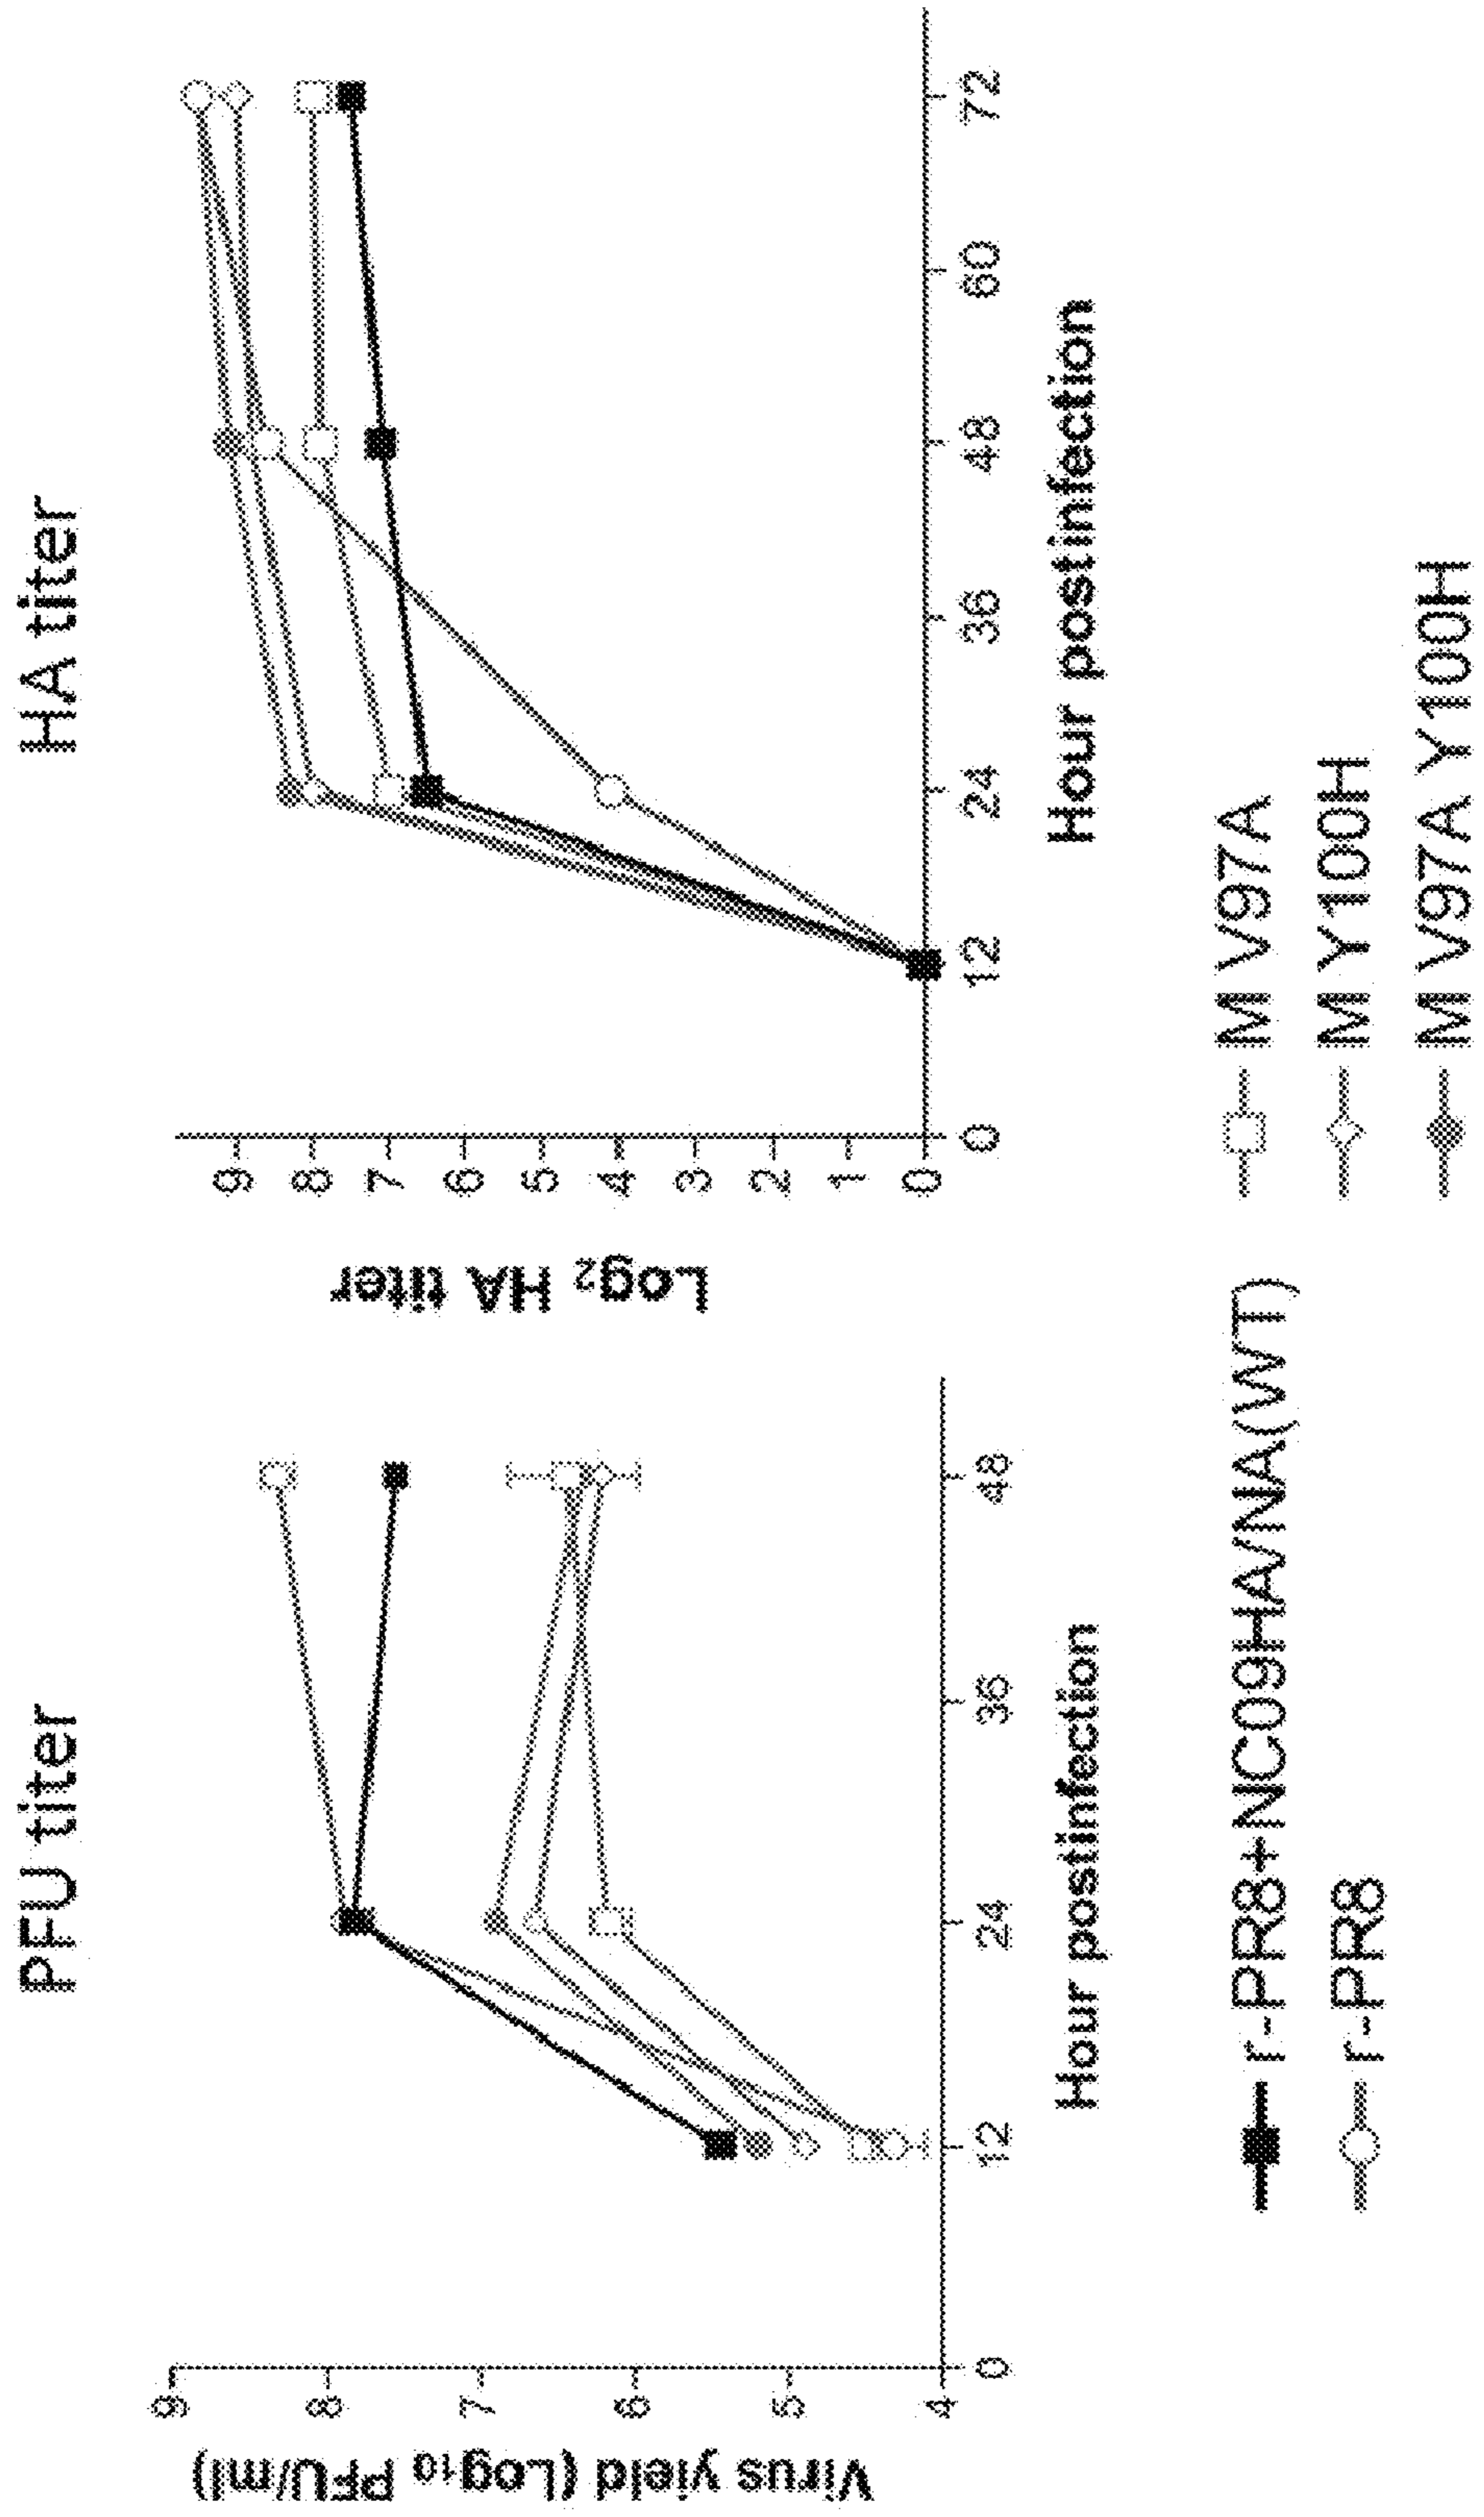 PFU titer
Virus yield (Log₁₀ PFU/ml)
9
8
7
6
5
4
0
12
24
36
48
Hour postinfection
HA titer
Log₂ HA titer
9
8
7
6
5
4
3
2
1
0
0
12
24
36
48
60
72
Hour postinfection
r-PR8+NC09HA/NA(WT)
r-PR8
M V97A
M Y100H
M V97A Y100H